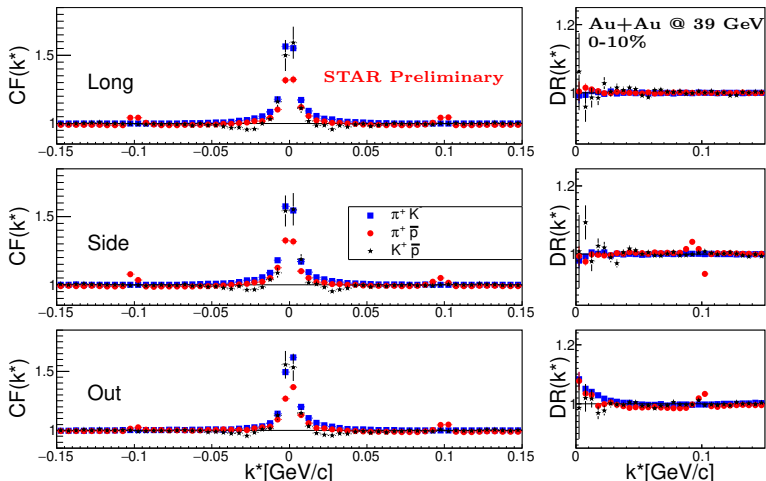 CF(k*)
1.5
1
Long
STAR Preliminary
−0.15 −0.1 −0.05 0 0.05 0.1 0.15
DR(k*)
1.2
1
Au+Au @ 39 GeV
0-10%
0 0.1
CF(k*)
1.5
1
Side
π+ K-
π+ p̅
K+ p̅
−0.15 −0.1 −0.05 0 0.05 0.1 0.15
DR(k*)
1.2
1
0 0.1
CF(k*)
1.5
1
Out
−0.15 −0.1 −0.05 0 0.05 0.1 0.15
k*[GeV/c]
DR(k*)
1.2
1
0 0.1
k*[GeV/c]